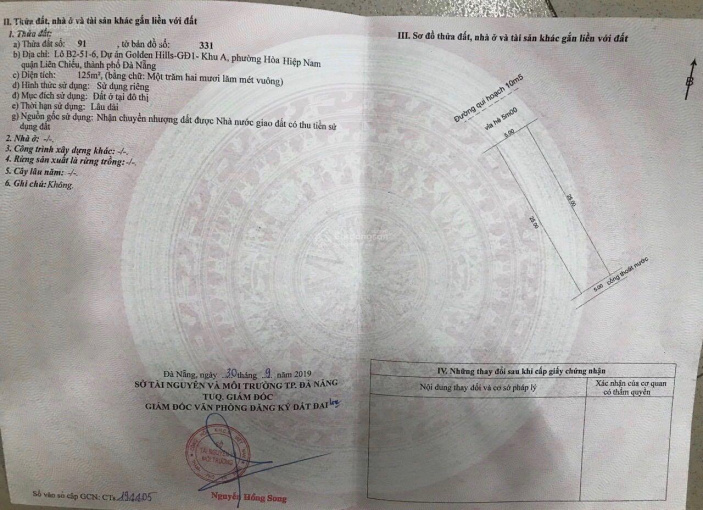 II. Thửa đất, nhà ở và tài sản khác gắn liền với đất
1. Thửa đất:
a) Thửa đất số: 91 , tờ bản đồ số: 331
b) Địa chỉ: Lô B2-51-6, Dự án Golden Hills-GĐ1- Khu A, phường Hòa Hiệp Nam
quận Liên Chiểu, thành phố Đà Nẵng
c) Diện tích: 125m², (bằng chữ: Một trăm hai mươi lăm mét vuông)
d) Hình thức sử dụng: Sử dụng riêng
đ) Mục đích sử dụng: Đất ở tại đô thị
e) Thời hạn sử dụng: Lâu dài
g) Nguồn gốc sử dụng: Nhận chuyển nhượng đất được Nhà nước giao đất có thu tiền sử
dụng đất
2. Nhà ở: -/-.
3. Công trình xây dựng khác: -/-.
4. Rừng sản xuất là rừng trồng: -/-.
5. Cây lâu năm: -/-.
6. Ghi chú: Không.
Đà Nẵng, ngày 30 tháng 9 năm 2019
SỞ TÀI NGUYÊN VÀ MÔI TRƯỜNG TP. ĐÀ NẴNG
TUQ. GIÁM ĐỐC
GIÁM ĐỐC VĂN PHÒNG ĐĂNG KÝ ĐẤT ĐAI
TÀI NGUYÊN
MÔI TRƯỜNG
Nguyễn Hồng Sùng
Số vào sổ cấp GCN: CTs 194405
III. Sơ đồ thửa đất, nhà ở và tài sản khác gắn liền với đất
B
Đường qui hoạch 10m5
vỉa hè 5m00
5.00
25.00
25.00
5.00
cống thoát nước
IV. Những thay đổi sau khi cấp giấy chứng nhận
Nội dung thay đổi và cơ sở pháp lý
Xác nhận của cơ quan
có thẩm quyền